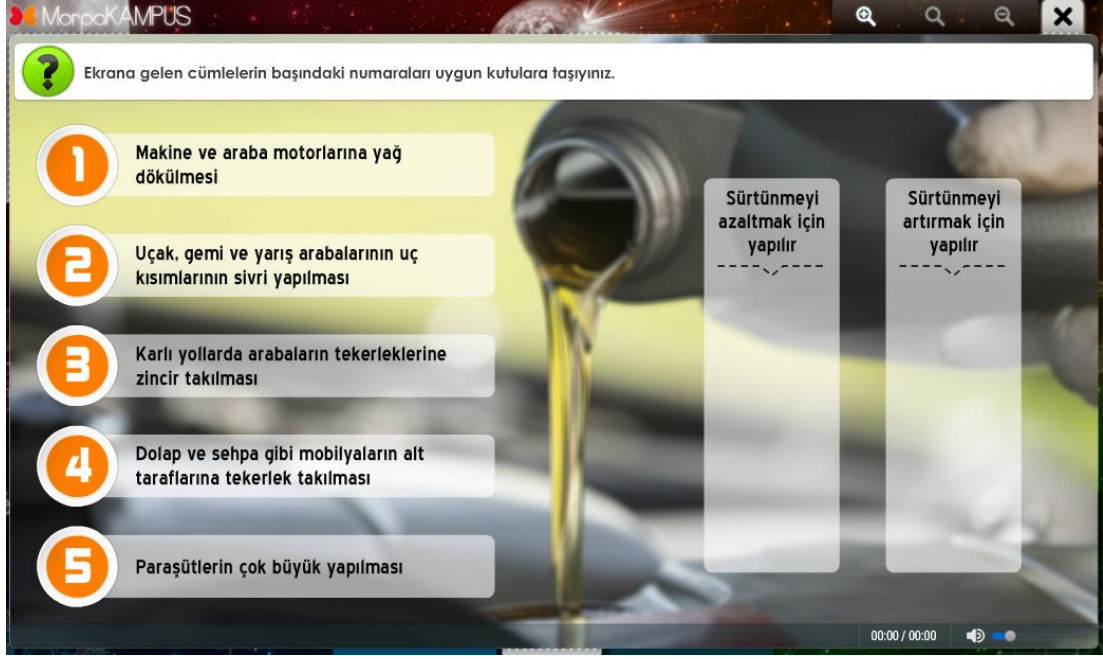 MorpaKAMPÜS
Ekrana gelen cümlelerin başındaki numaraları uygun kutulara taşıyınız.
1
Makine ve araba motorlarına yağ
dökülmesi
2
Uçak, gemi ve yarış arabalarının uç
kısımlarının sivri yapılması
3
Karlı yollarda arabaların tekerleklerine
zincir takılması
4
Dolap ve sehpa gibi mobilyaların alt
taraflarına tekerlek takılması
5
Paraşütlerin çok büyük yapılması
Sürtünmeyi
azaltmak için
yapılır
Sürtünmeyi
artırmak için
yapılır
00:00 / 00:00